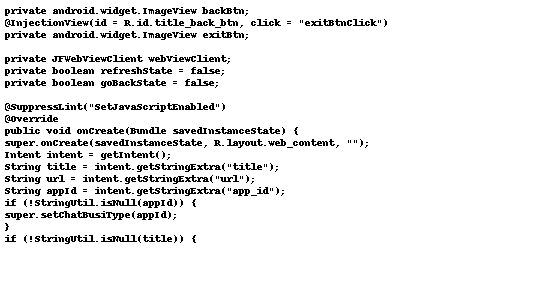 private android.widget.ImageView backBtn;
@InjectionView(id = R.id.title_back_btn, click = "exitBtnClick")
private android.widget.ImageView exitBtn;
private JFWebViewClient webViewClient;
private boolean refreshState = false;
private boolean goBackState = false;
@SuppressLint("SetJavaScriptEnabled")
@Override
public void onCreate(Bundle savedInstanceState) {
super.onCreate(savedInstanceState, R.layout.web_content, "");
Intent intent = getIntent();
String title = intent.getStringExtra("title");
String url = intent.getStringExtra("url");
String appId = intent.getStringExtra("app_id");
if (!StringUtil.isNull(appId)) {
super.setChatBusiType(appId);
}
if (!StringUtil.isNull(title)) {